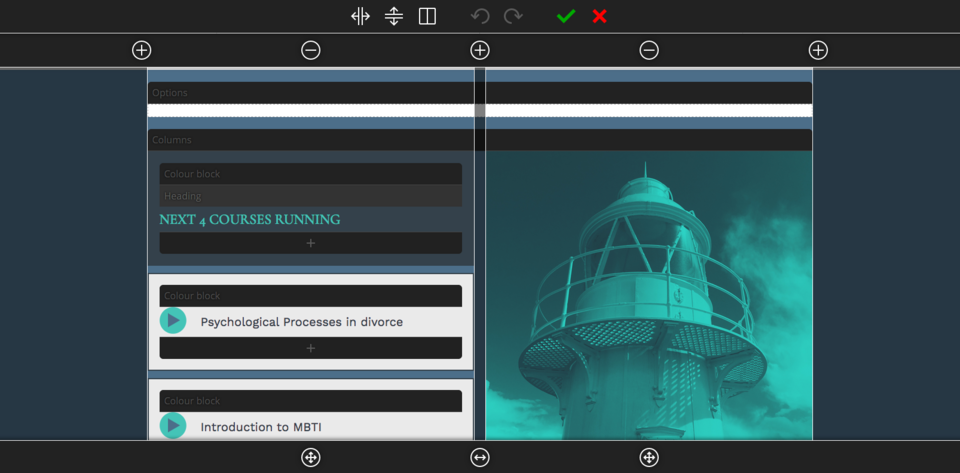 Options
Columns
Colour block
Heading
NEXT 4 COURSES RUNNING
Colour block
Psychological Processes in divorce
Colour block
Introduction to MBTI